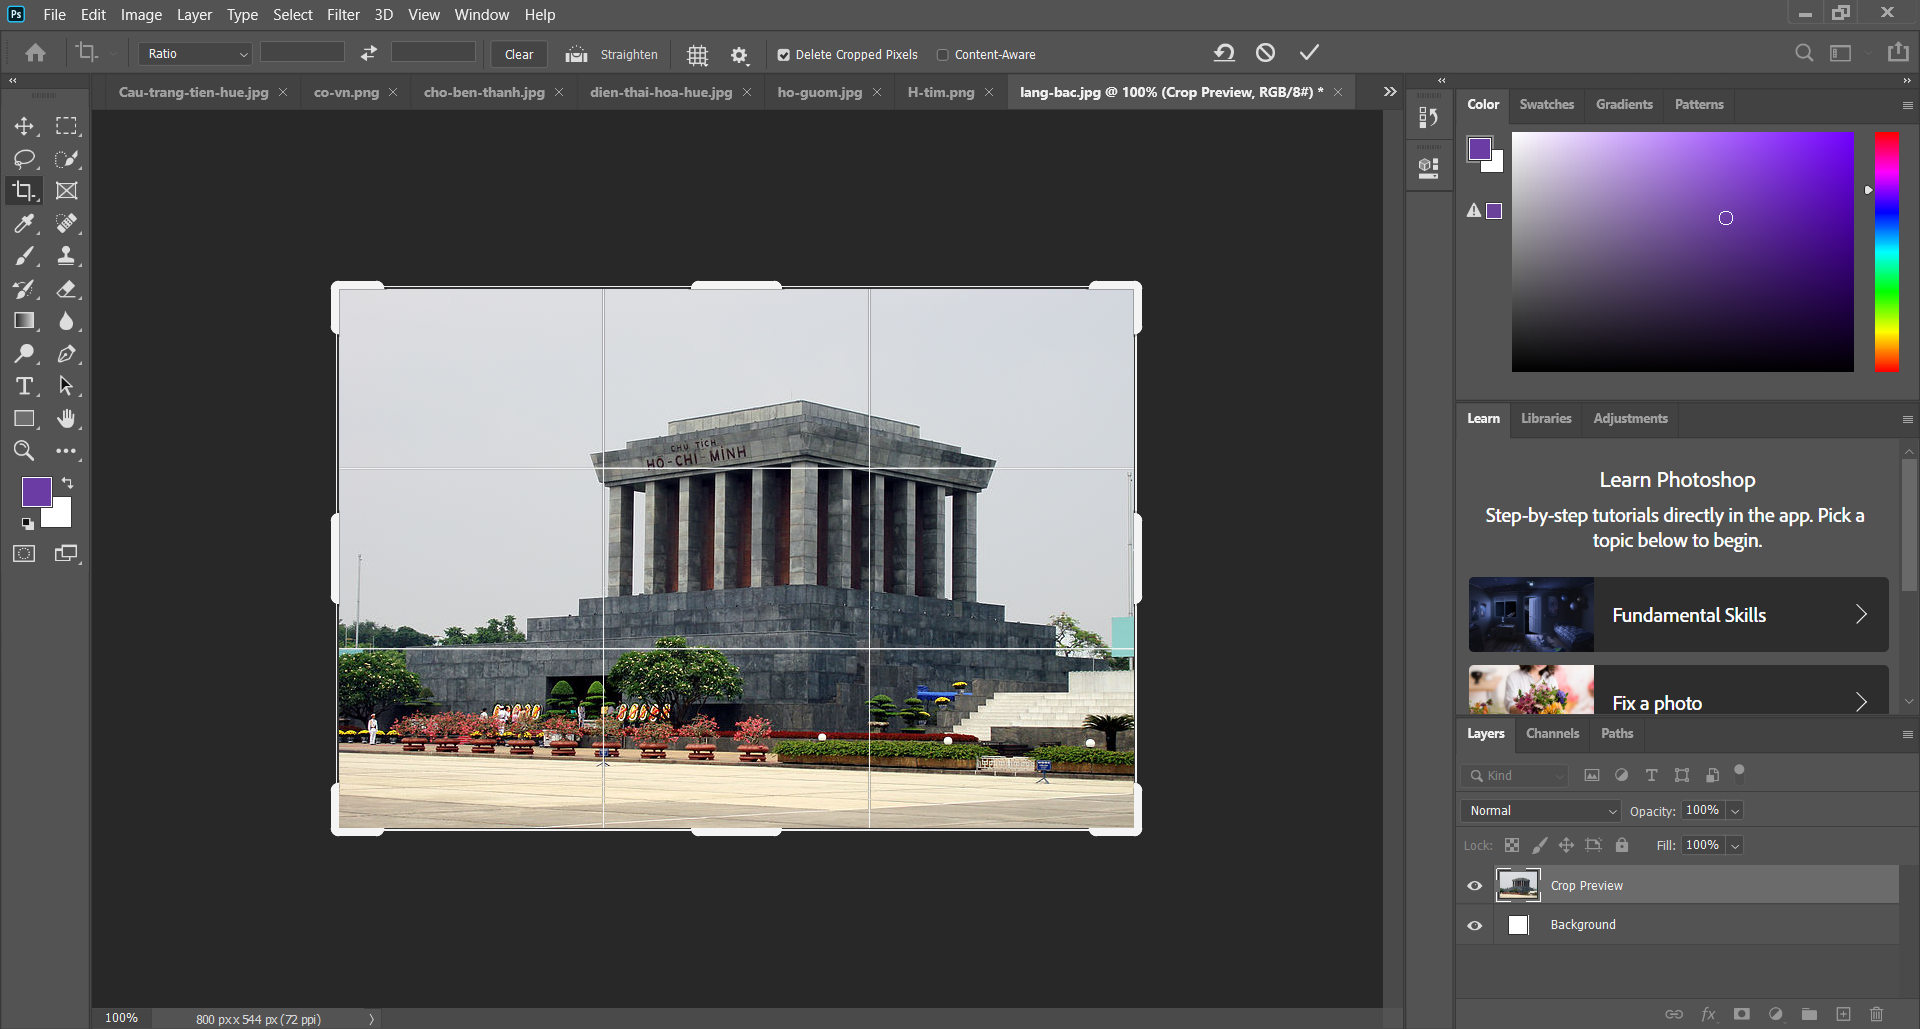 Ps File Edit Image Layer Type Select Filter 3D View Window Help
Ratio Clear Straighten Delete Cropped Pixels Content-Aware
Cau-trang-tien-hue.jpg co-vn.png cho-ben-thanh.jpg dien-thai-hoa-hue.jpg ho-guom.jpg H-tim.png lang-bac.jpg @ 100% (Crop Preview, RGB/8#) *
Color Swatches Gradients Patterns
CHỦ TỊCH
HỒ-CHÍ-MINH
Learn Libraries Adjustments
Learn Photoshop
Step-by-step tutorials directly in the app. Pick a
topic below to begin.
Fundamental Skills
Fix a photo
Layers Channels Paths
Kind
Normal Opacity: 100%
Lock: Fill: 100%
Crop Preview
Background
fx
100% 800 px x 544 px (72 ppi)